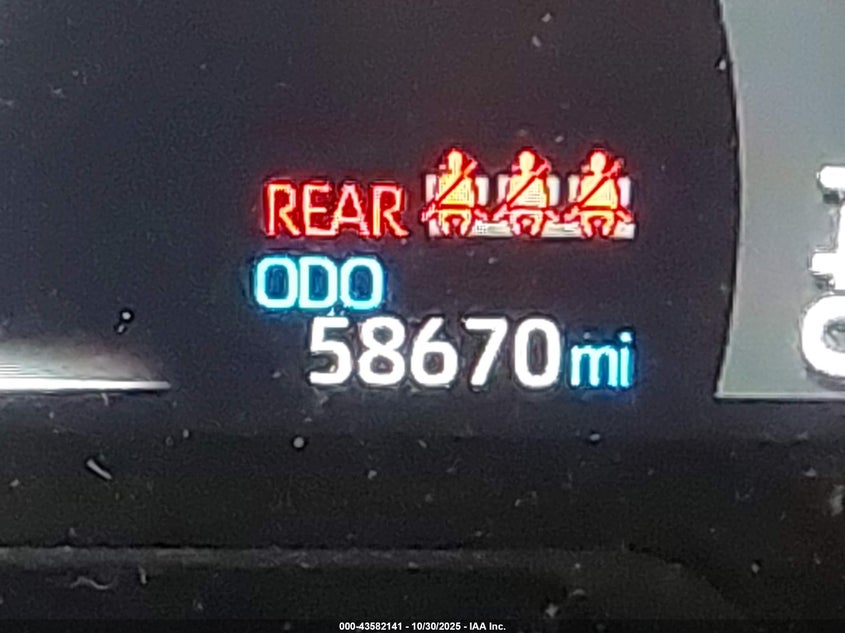 REAR
ODO
58670 mi
000-43582141 - 10/30/2025 - IAA Inc.